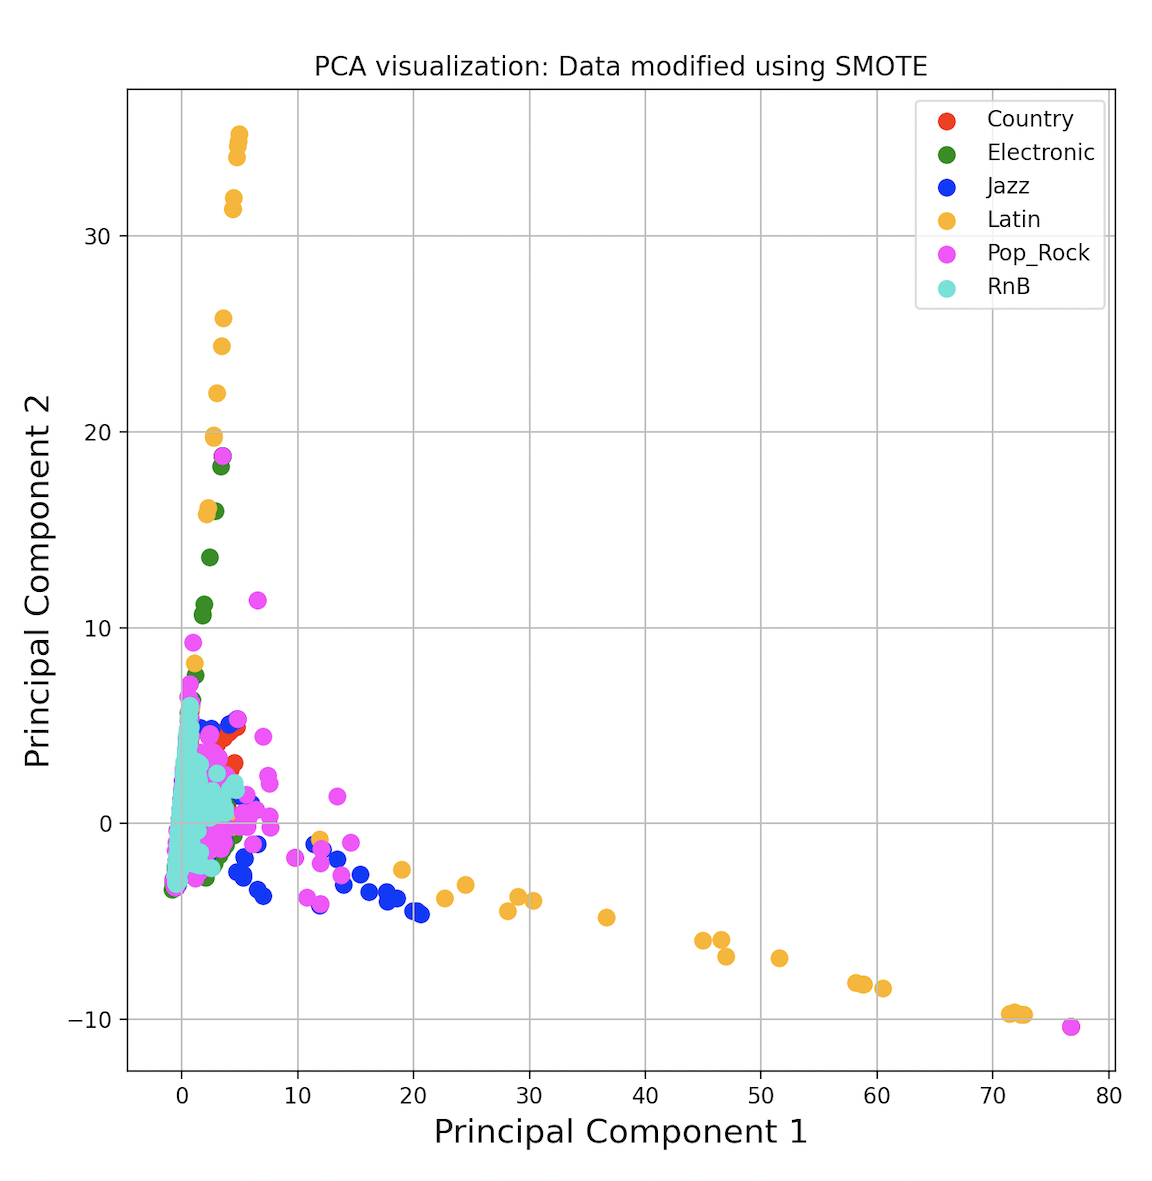 PCA visualization: Data modified using SMOTE
Country
Electronic
Jazz
Latin
Pop_Rock
RnB
30
20
10
0
−10
Principal Component 2
0 10 20 30 40 50 60 70 80
Principal Component 1